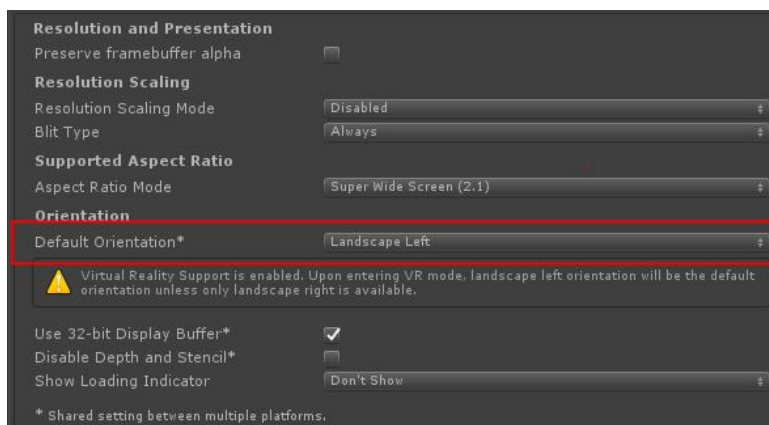 Resolution and Presentation
Preserve framebuffer alpha
Resolution Scaling
Resolution Scaling Mode Disabled
Blit Type Always
Supported Aspect Ratio
Aspect Ratio Mode Super Wide Screen (2.1)
Orientation
Default Orientation* Landscape Left
Virtual Reality Support is enabled. Upon entering VR mode, landscape left orientation will be the default
orientation unless only landscape right is available.
Use 32-bit Display Buffer*
Disable Depth and Stencil*
Show Loading Indicator Don't Show
* Shared setting between multiple platforms.